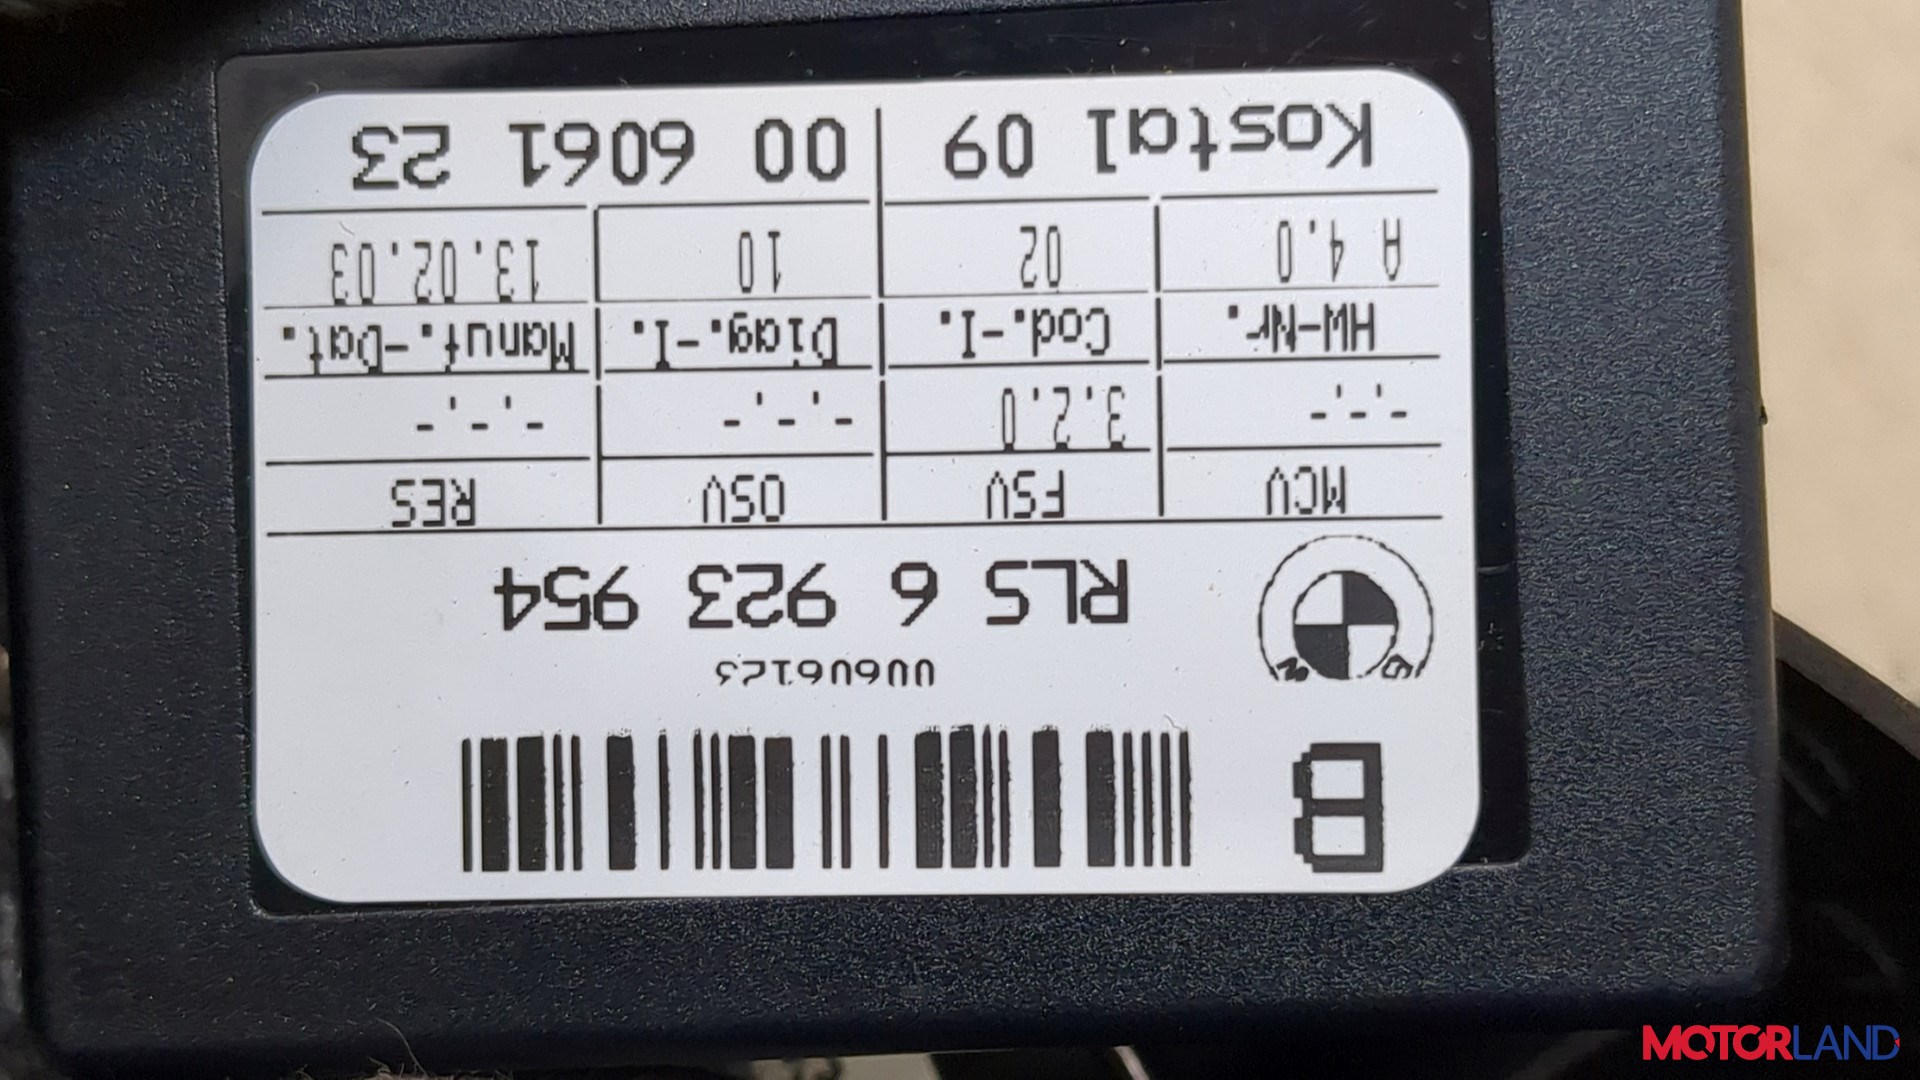 B
00606123
RLS 6 923 954
MCV FSV OSV RES
-.-.- 3.2.0 -.-.- -.-.-
HW-Nr. Cod.-I. Diag.-I. Manuf.-Dat.
A 4.0 02 10 13.02.03
Kostal 09 00 6061 23
MOTORLAND